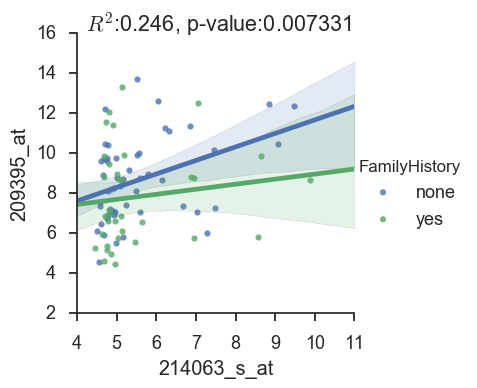 R²:0.246, p-value:0.007331
16
14
12
10
8
6
4
2
209395_at
4 5 6 7 8 9 10 11
214063_s_at
FamilyHistory
none
yes